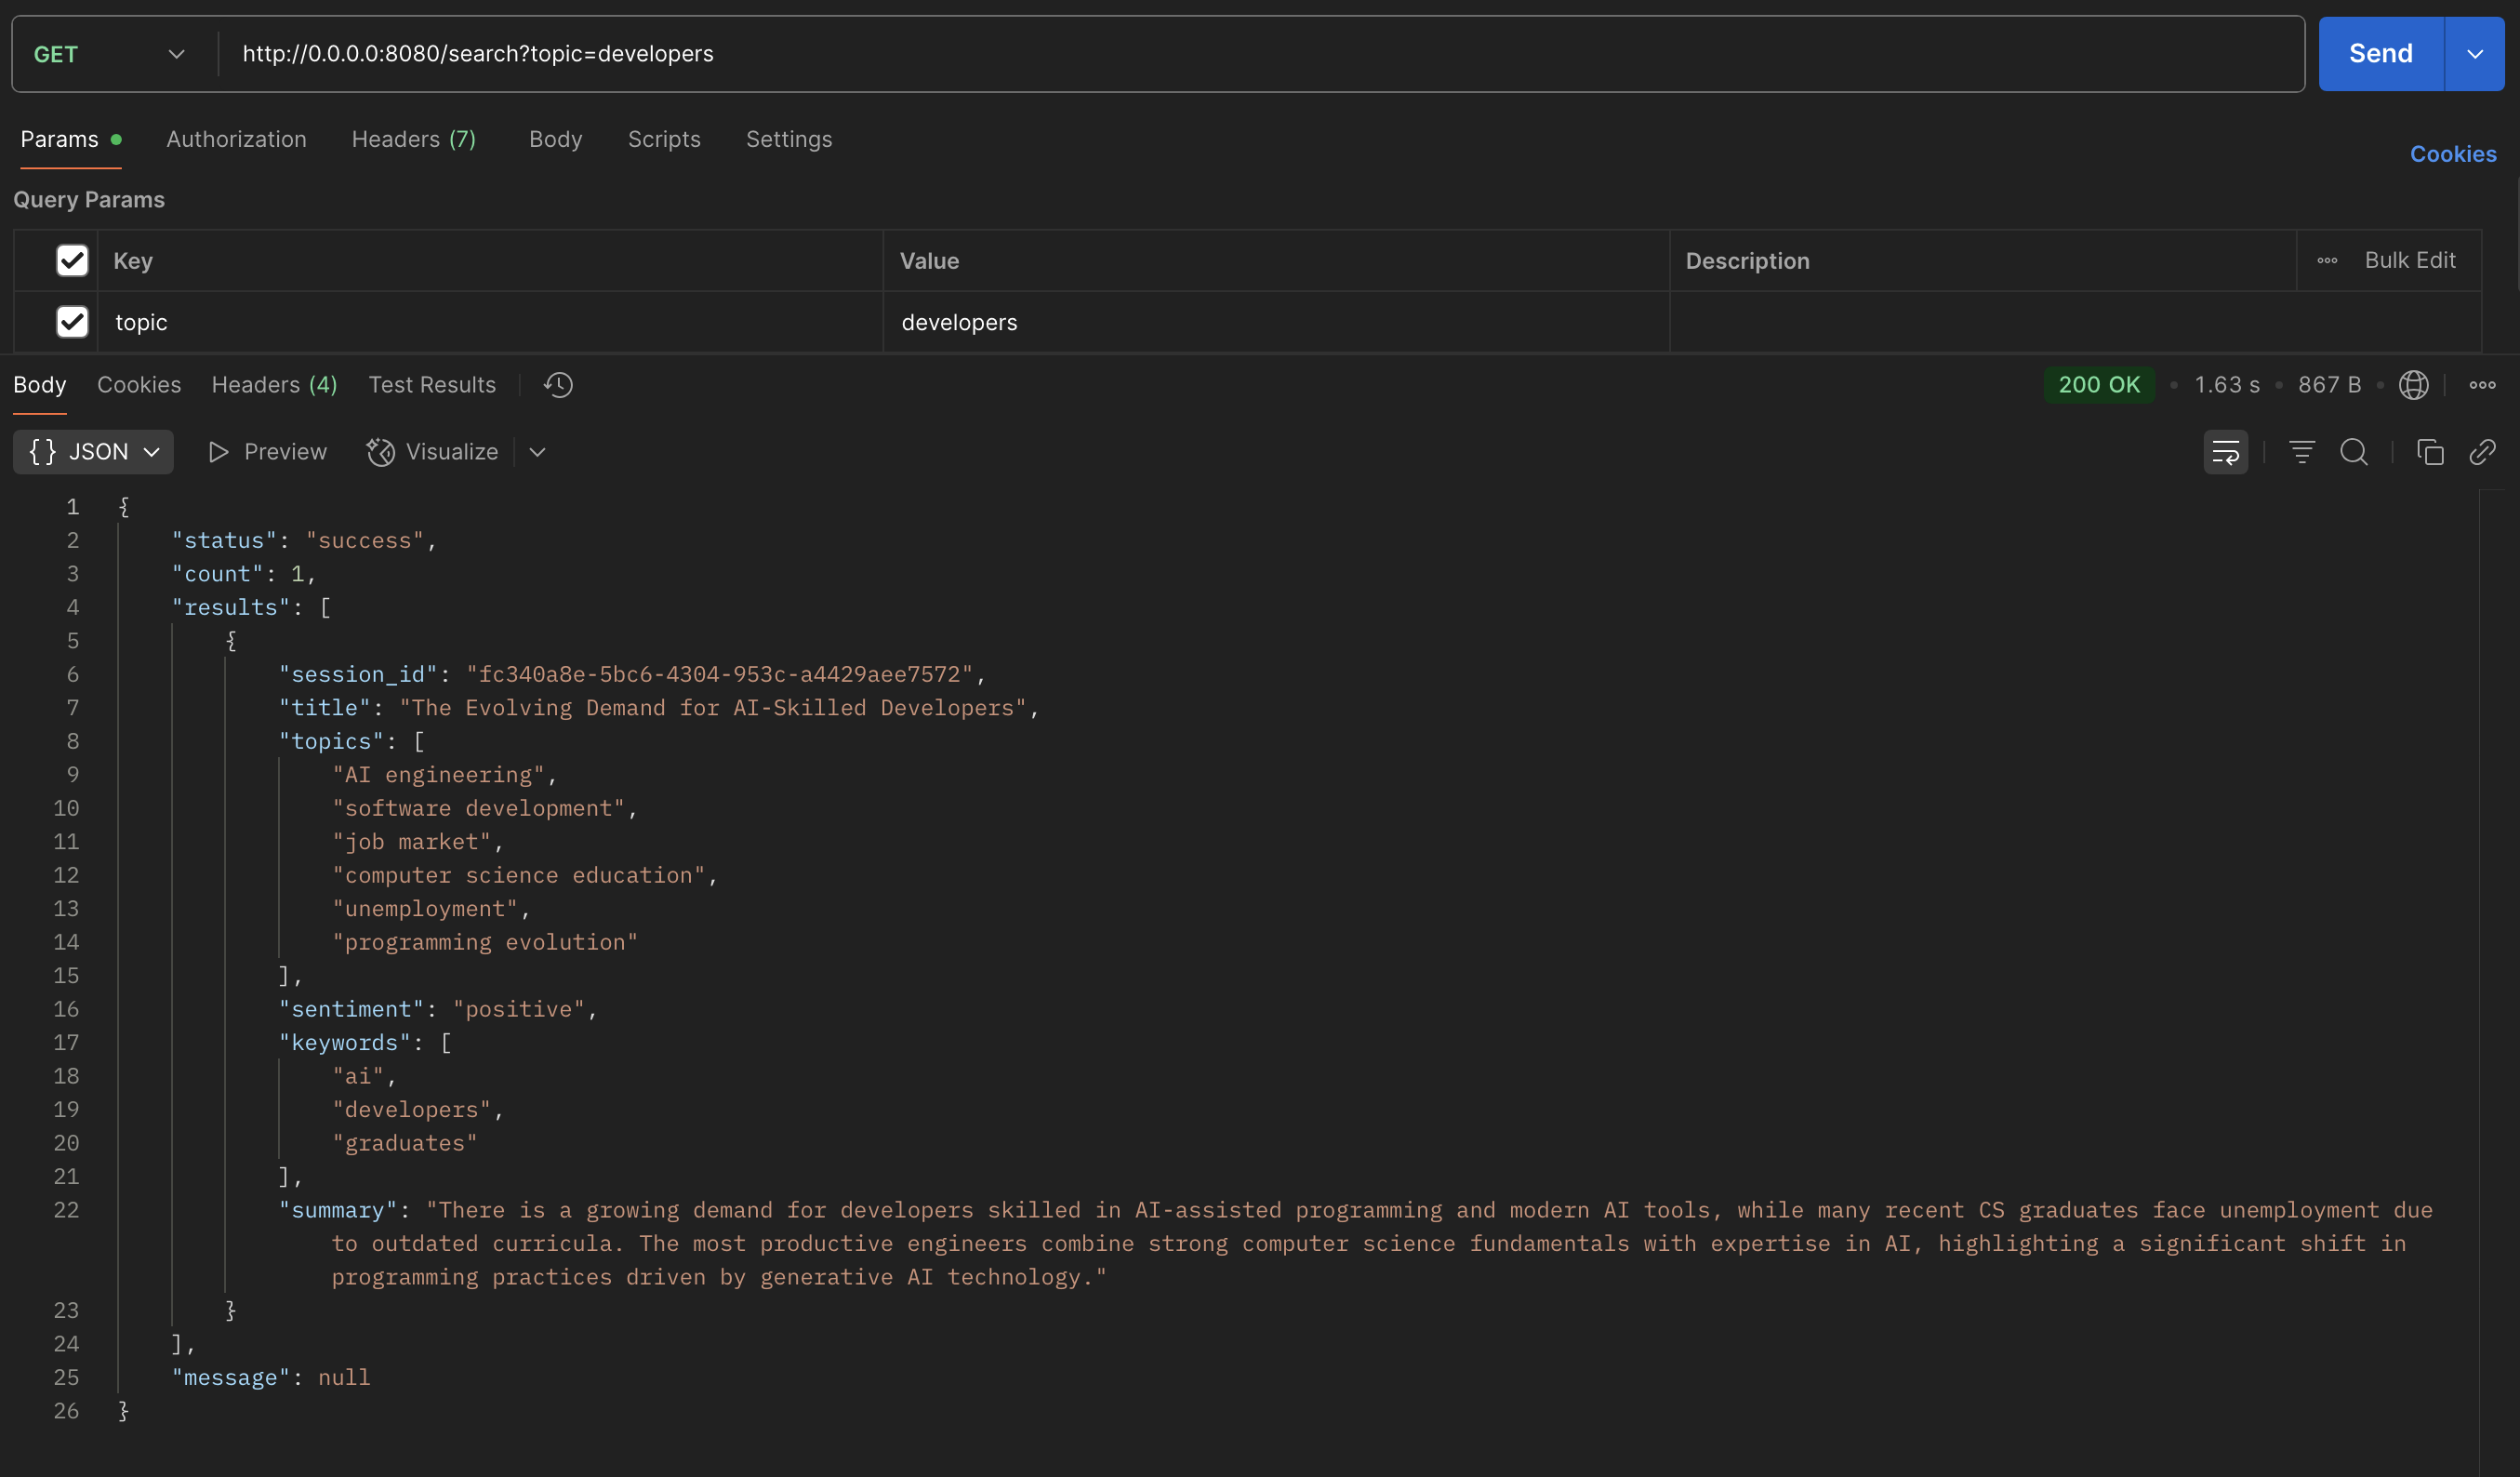 GET http://0.0.0.0:8080/search?topic=developers Send
Params Authorization Headers (7) Body Scripts Settings Cookies
Query Params
Key Value Description Bulk Edit
topic developers
Body Cookies Headers (4) Test Results 200 OK 1.63 s 867 B
{} JSON Preview Visualize
1 {
2 "status": "success",
3 "count": 1,
4 "results": [
5 {
6 "session_id": "fc340a8e-5bc6-4304-953c-a4429aee7572",
7 "title": "The Evolving Demand for AI-Skilled Developers",
8 "topics": [
9 "AI engineering",
10 "software development",
11 "job market",
12 "computer science education",
13 "unemployment",
14 "programming evolution"
15 ],
16 "sentiment": "positive",
17 "keywords": [
18 "ai",
19 "developers",
20 "graduates"
21 ],
22 "summary": "There is a growing demand for developers skilled in AI-assisted programming and modern AI tools, while many recent CS graduates face unemployment due
to outdated curricula. The most productive engineers combine strong computer science fundamentals with expertise in AI, highlighting a significant shift in
programming practices driven by generative AI technology."
23 }
24 ],
25 "message": null
26 }